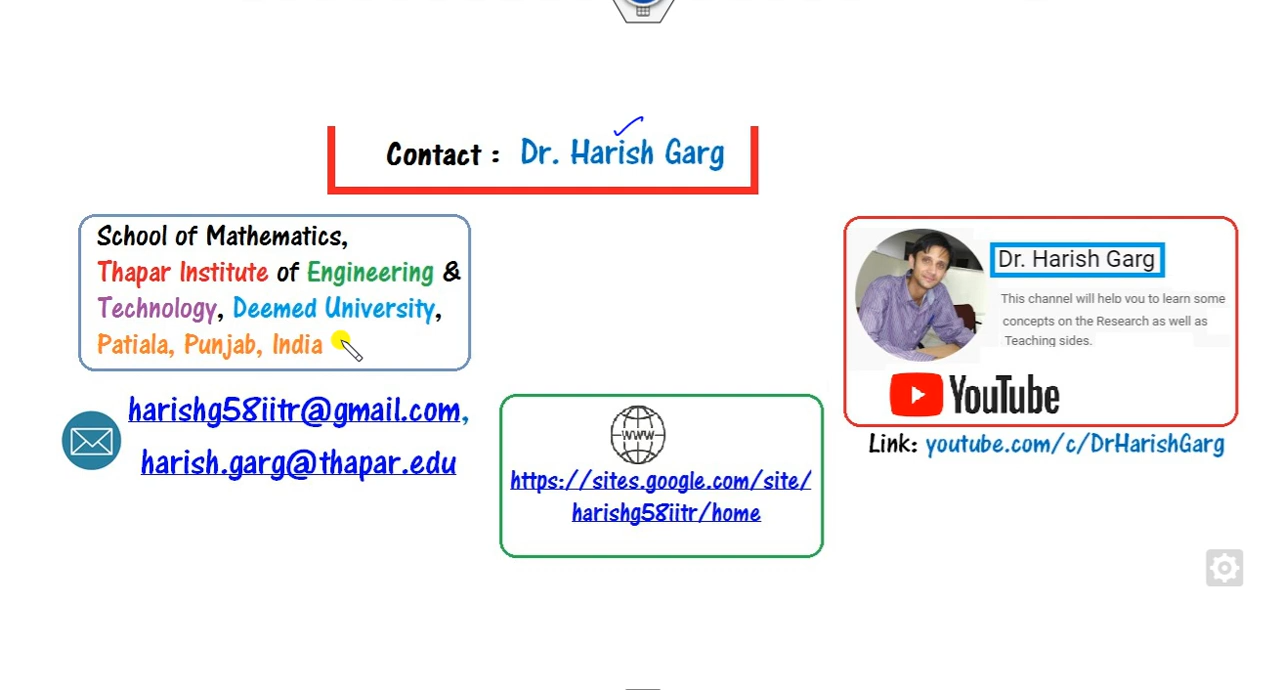 Contact : Dr. Harish Garg
School of Mathematics,
Thapar Institute of Engineering &
Technology, Deemed University,
Patiala, Punjab, India
harishg58iitr@gmail.com,
harish.garg@thapar.edu
www
https://sites.google.com/site/
harishg58iitr/home
Dr. Harish Garg
This channel will help you to learn some
concepts on the Research as well as
Teaching sides.
YouTube
Link: youtube.com/c/DrHarishGarg